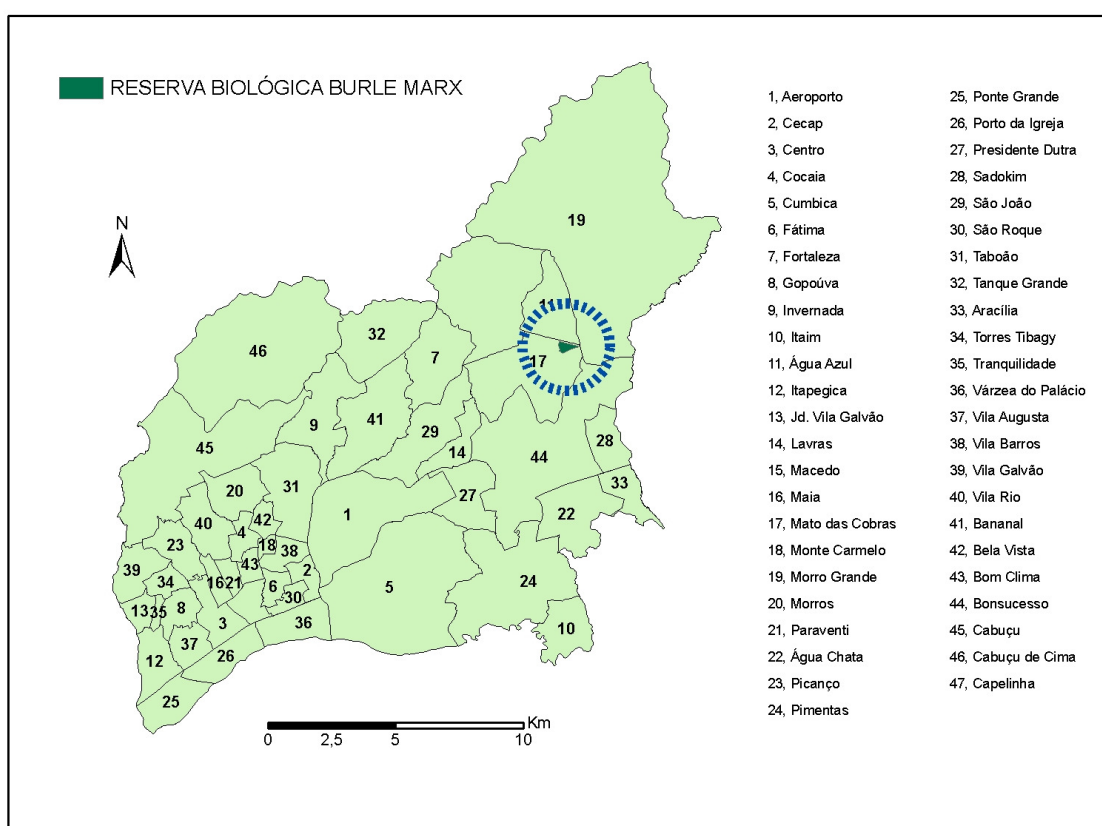 RESERVA BIOLÓGICA BURLE MARX
N
19
11
46
32
7
17
9
41
29
45
14
44
28
20
31
33
27
42
1
22
40
4
23
18
38
43
39
2
24
34
16
21
6
5
13
35
8
30
3
36
10
37
12
26
25
Km
0
2,5
5
10
1, Aeroporto
2, Cecap
3, Centro
4, Cocaia
5, Cumbica
6, Fátima
7, Fortaleza
8, Gopoúva
9, Invernada
10, Itaim
11, Água Azul
12, Itapegica
13, Jd. Vila Galvão
14, Lavras
15, Macedo
16, Maia
17, Mato das Cobras
18, Monte Carmelo
19, Morro Grande
20, Morros
21, Paraventi
22, Água Chata
23, Picanço
24, Pimentas
25, Ponte Grande
26, Porto da Igreja
27, Presidente Dutra
28, Sadokim
29, São João
30, São Roque
31, Taboão
32, Tanque Grande
33, Aracília
34, Torres Tibagy
35, Tranquilidade
36, Várzea do Palácio
37, Vila Augusta
38, Vila Barros
39, Vila Galvão
40, Vila Rio
41, Bananal
42, Bela Vista
43, Bom Clima
44, Bonsucesso
45, Cabuçu
46, Cabuçu de Cima
47, Capelinha